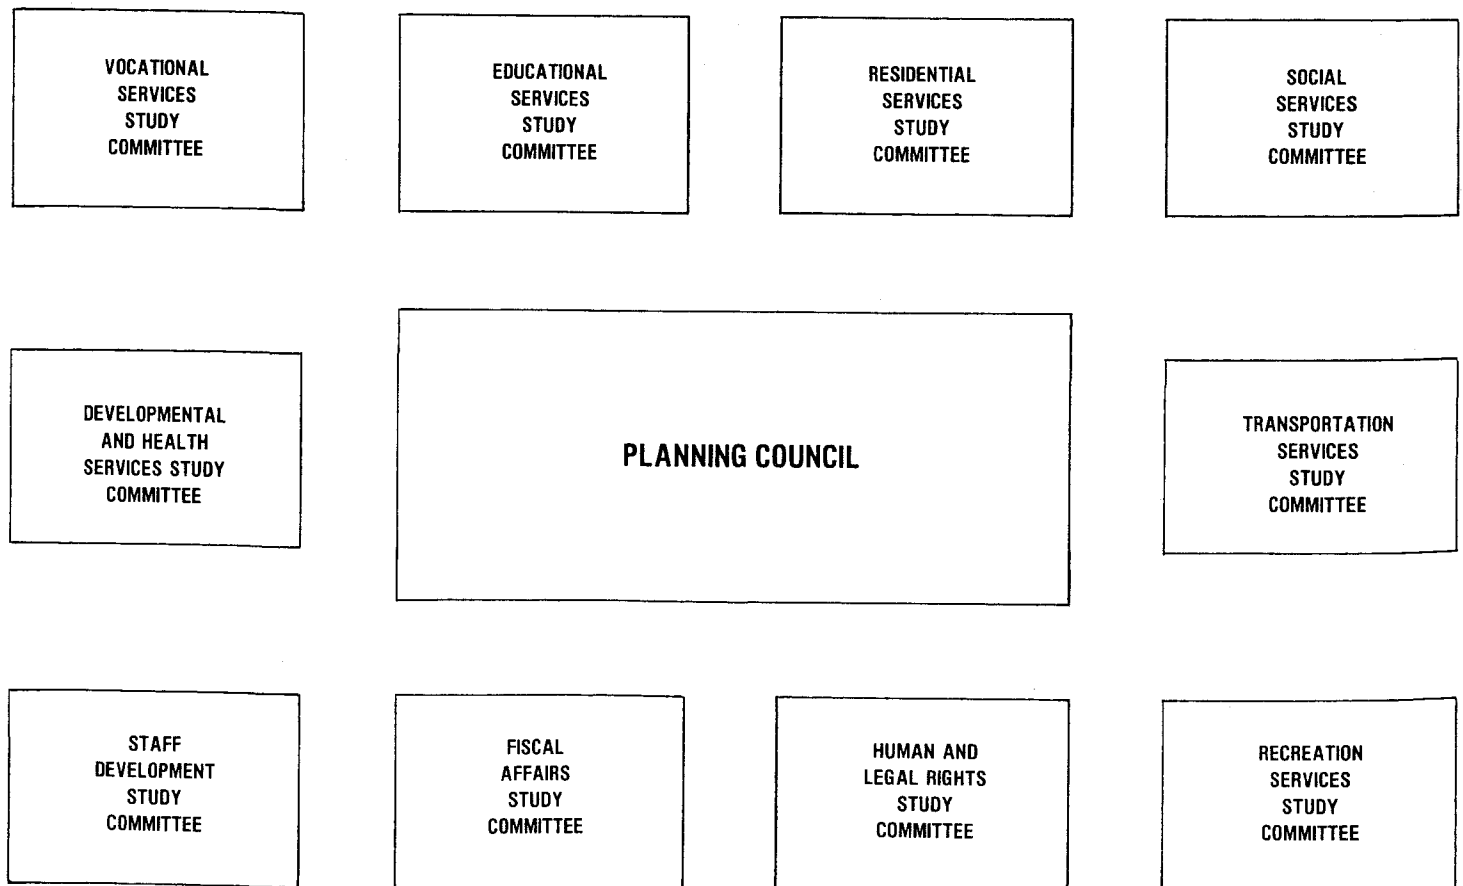 VOCATIONAL
SERVICES
STUDY
COMMITTEE
EDUCATIONAL
SERVICES
STUDY
COMMITTEE
RESIDENTIAL
SERVICES
STUDY
COMMITTEE
SOCIAL
SERVICES
STUDY
COMMITTEE
DEVELOPMENTAL
AND HEALTH
SERVICES STUDY
COMMITTEE
PLANNING COUNCIL
TRANSPORTATION
SERVICES
STUDY
COMMITTEE
STAFF
DEVELOPMENT
STUDY
COMMITTEE
FISCAL
AFFAIRS
STUDY
COMMITTEE
HUMAN AND
LEGAL RIGHTS
STUDY
COMMITTEE
RECREATION
SERVICES
STUDY
COMMITTEE